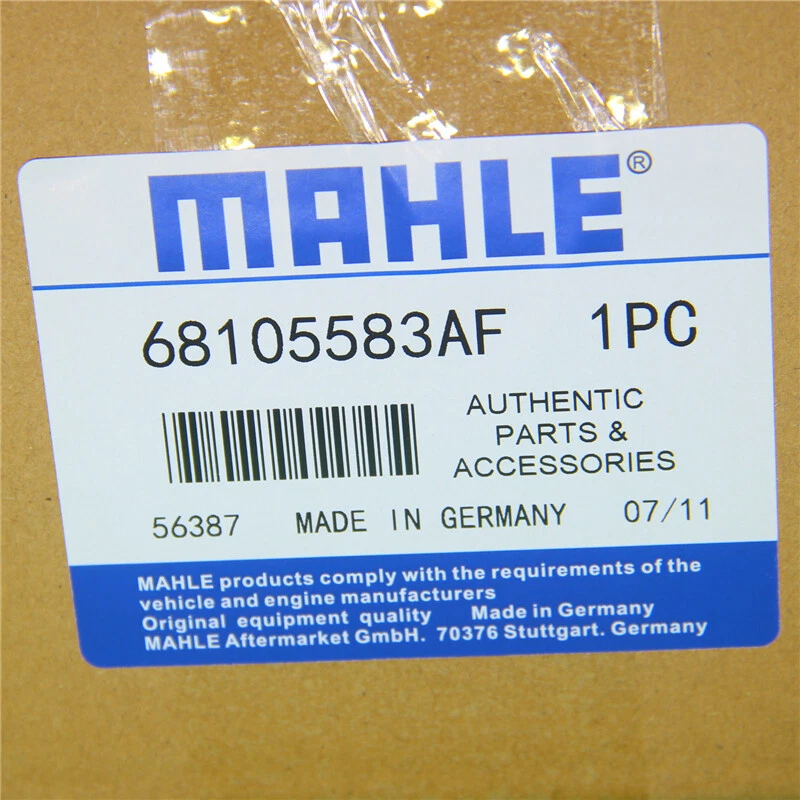 MAHLE®
68105583AF 1PC
AUTHENTIC
PARTS &
ACCESSORIES
56387 MADE IN GERMANY 07/11
MAHLE products comply with the requirements of the
vehicle and engine manufacturers
Original equipment quality Made in Germany
MAHLE Aftermarket GmbH. 70376 Stuttgart. Germany